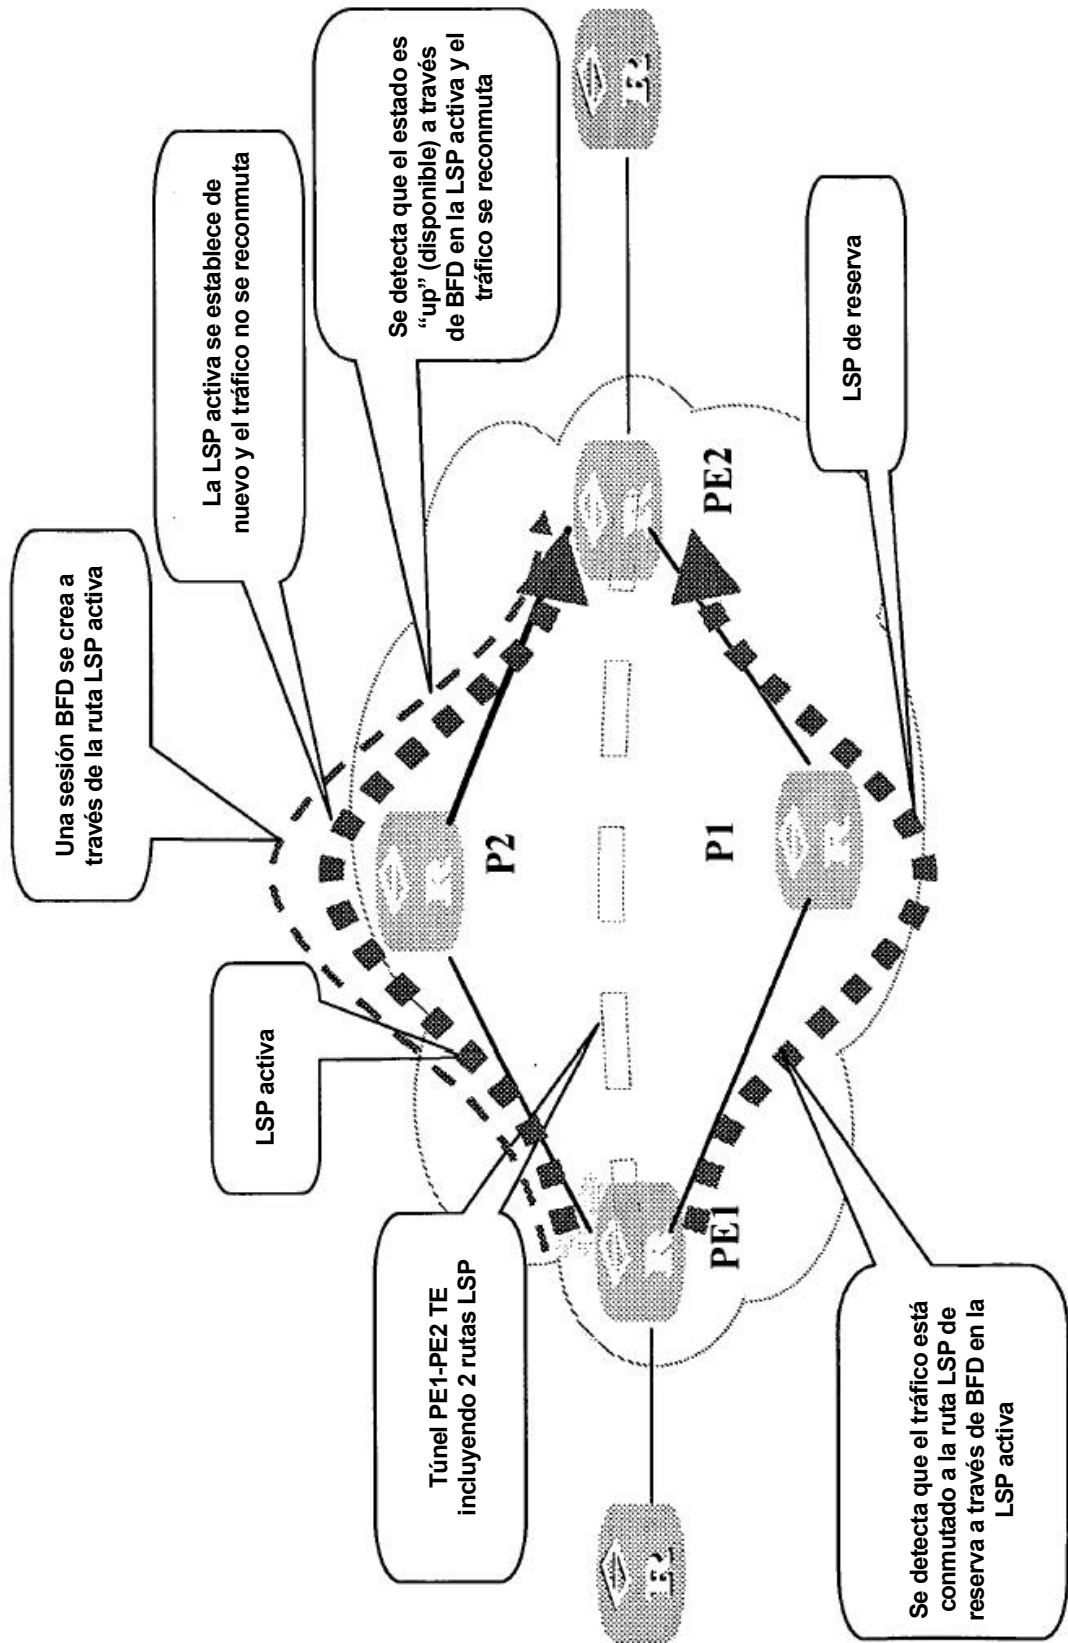 Una sesión BFD se crea a
través de la ruta LSP activa
La LSP activa se establece de
nuevo y el tráfico no se reconmuta
Se detecta que el estado es
“up” (disponible) a través
de BFD en la LSP activa y el
tráfico se reconmuta
LSP activa
Túnel PE1-PE2 TE
incluyendo 2 rutas LSP
P2
P1
PE1
PE2
R
R
R
R
R
R
LSP de reserva
Se detecta que el tráfico está
conmutado a la ruta LSP de
reserva a través de BFD en la
LSP activa